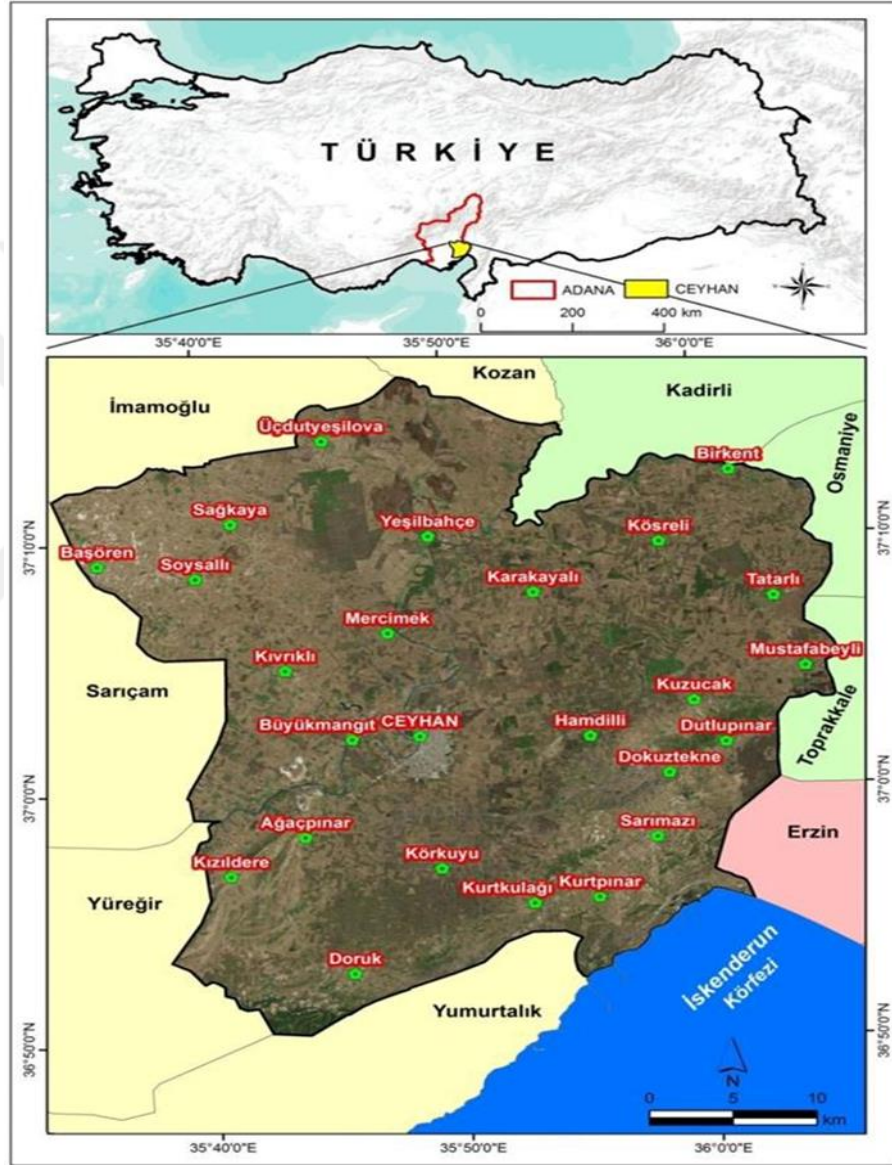 TÜRKİYE
ADANA CEYHAN
0 200 400 km
35°40'0"E 35°50'0"E 36°0'0"E
Kozan
Kadirli
İmamoğlu
Üçdutyeşilova
Birkent
Osmaniye
Sağkaya
Yeşilbahçe
Kösreli
37°10'0"N
37°10'0"N
Başören
Soysallı
Karakayalı
Tatarlı
Mercimek
Mustafabeyli
Kıvrıklı
Sarıçam
Kuzucak
Toprakkale
Büyükmangıt
CEYHAN
Hamdilli
Dutlupınar
Dokuztekne
37°0'0"N
37°0'0"N
Ağaçpınar
Sarımazı
Erzin
Kızıldere
Körkuyu
Kurtkulağı
Kurtpınar
Yüreğir
Doruk
İskenderun
Körfezi
Yumurtalık
36°50'0"N
36°50'0"N
N
0 5 10
km
35°40'0"E 35°50'0"E 36°0'0"E